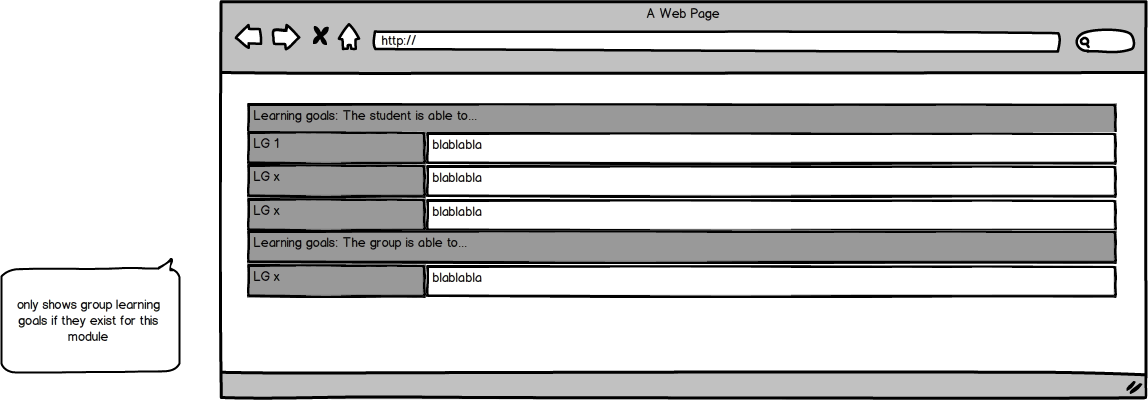 A Web Page
http://
Learning goals: The student is able to...
LG 1
blablabla
LG x
blablabla
LG x
blablabla
Learning goals: The group is able to...
LG x
blablabla
only shows group learning
goals if they exist for this
module